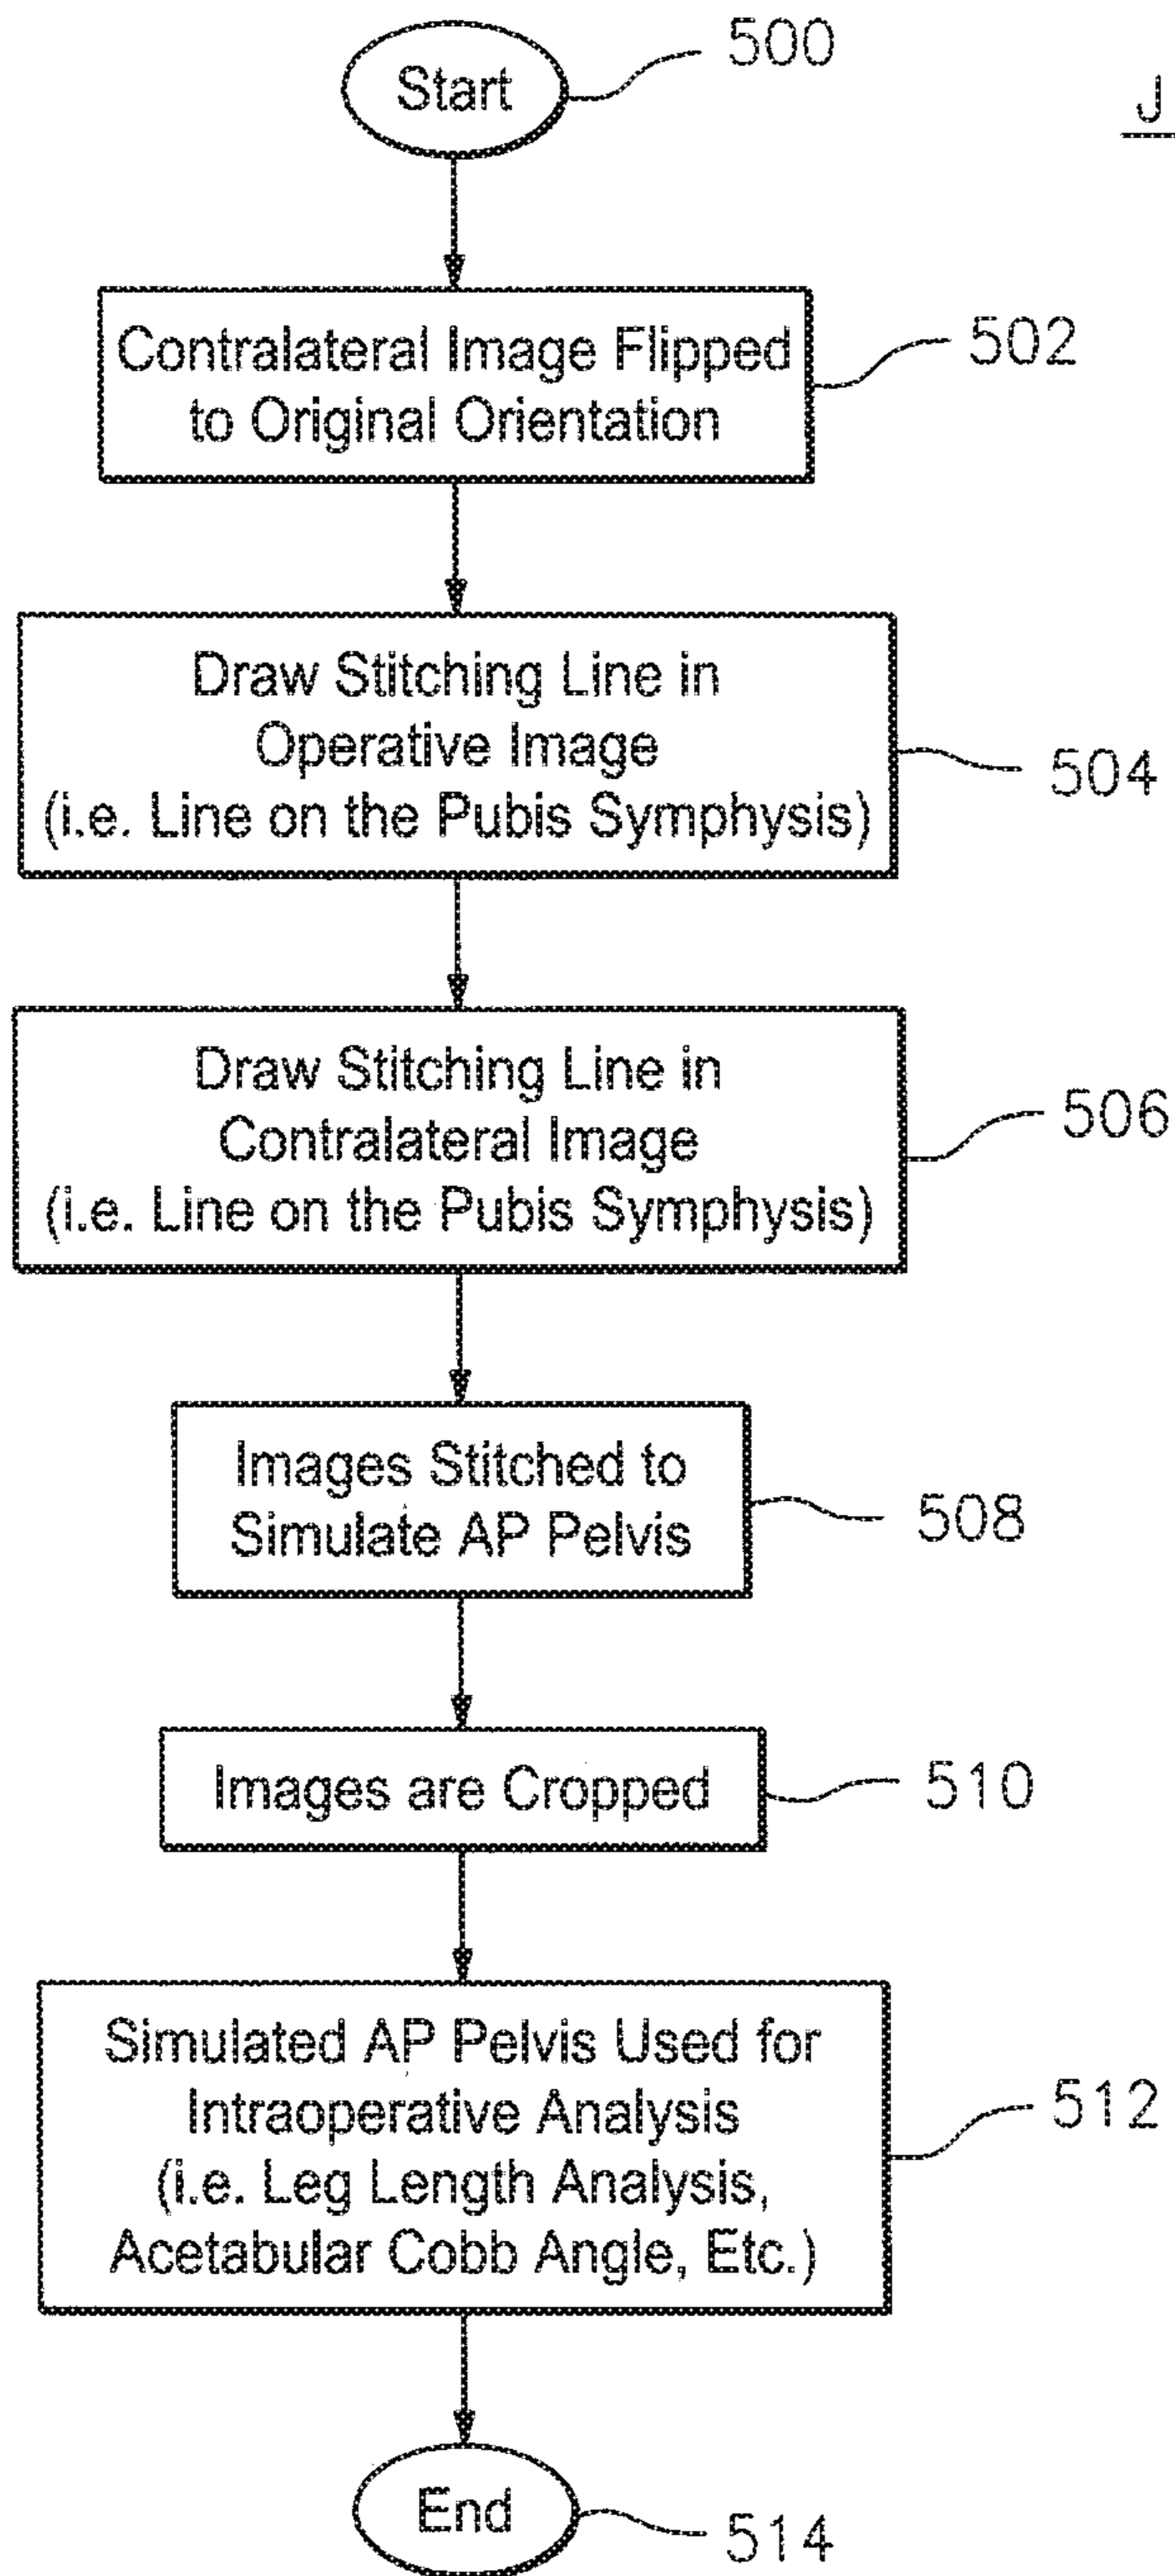 Start
500
J
Contralateral Image Flipped
to Original Orientation
502
Draw Stitching Line in
Operative Image
(i.e. Line on the Pubis Symphysis)
504
Draw Stitching Line in
Contralateral Image
(i.e. Line on the Pubis Symphysis)
506
Images Stitched to
Simulate AP Pelvis
508
Images are Cropped
510
Simulated AP Pelvis Used for
Intraoperative Analysis
(i.e. Leg Length Analysis,
Acetabular Cobb Angle, Etc.)
512
End
514